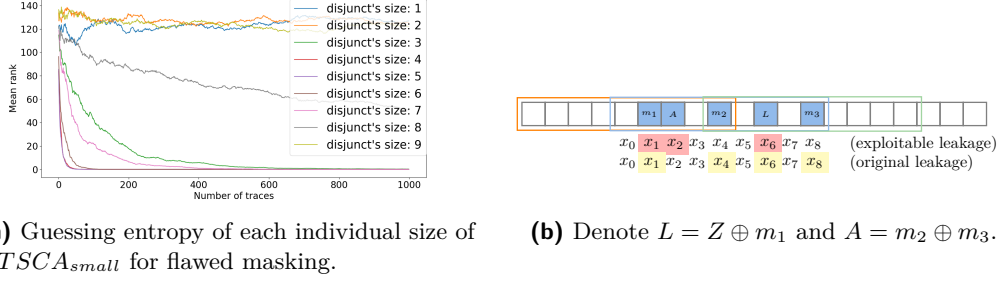 140
120
100
80
60
40
20
0
Mean rank
0 200 400 600 800 1000
Number of traces
disjunct's size: 1
disjunct's size: 2
disjunct's size: 3
disjunct's size: 4
disjunct's size: 5
disjunct's size: 6
disjunct's size: 7
disjunct's size: 8
disjunct's size: 9
) Guessing entropy of each individual size of
TSCA_small for flawed masking.
m₁ A m₂ L m₃
x₀ x₁ x₂ x₃ x₄ x₅ x₆ x₇ x₈ (exploitable leakage)
x₀ x₁ x₂ x₃ x₄ x₅ x₆ x₇ x₈ (original leakage)
(b) Denote L = Z ⊕ m₁ and A = m₂ ⊕ m₃.